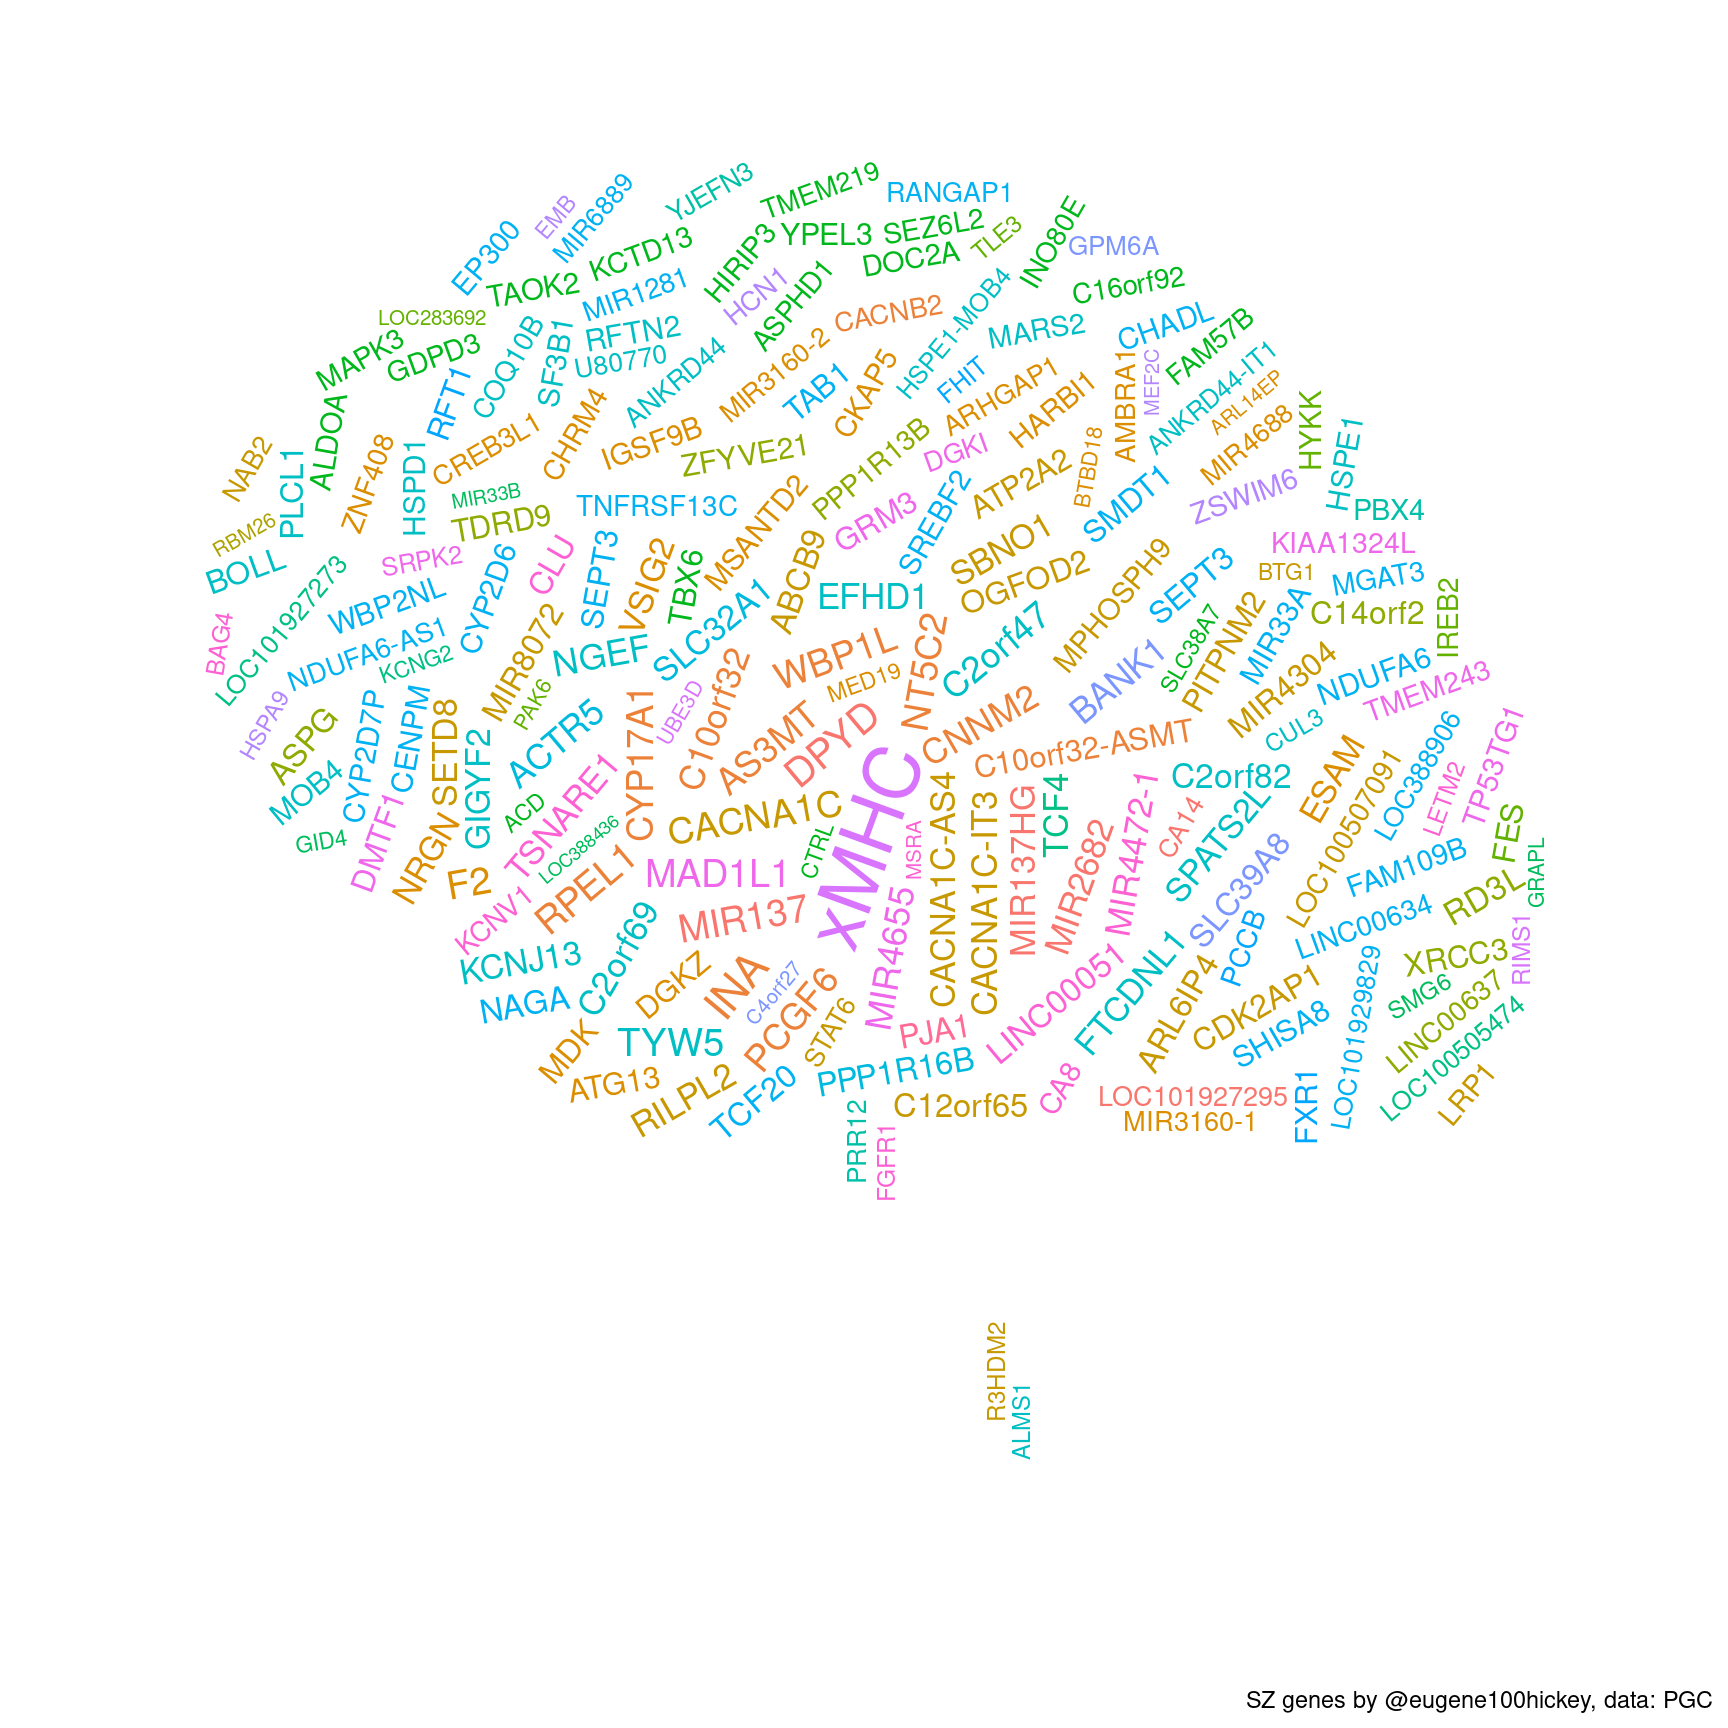 YJEFN3
TMEM219
RANGAP1
EMB
MIR6889
EP300
KCTD13
HIRIP3
YPEL3
SEZ6L2
TLE3
INO80E
GPM6A
DOC2A
TAOK2
MIR1281
HCN1
ASPHD1
C16orf92
LOC283692
CACNB2
HSPE1-MOB4
MARS2
CHADL
FAM57B
MAPK3
GDPD3
COQ10B
SF3B1
RFTN2
U80770
ANKRD44
MIR3160-2
TAB1
CKAP5
FHIT
ARHGAP1
HARBI1
AMBRA1
MEF2C
ANKRD44-IT1
ARL14EP
MIR4688
HYKK
HSPE1
ALDOA
RFT1
CREB3L1
CHRM4
IGSF9B
ZFYVE21
PPP1R13B
DGKI
BTBD18
NAB2
PLCL1
ZNF408
HSPD1
MIR33B
TDRD9
TNFRSF13C
MSANTD2
GRM3
SREBF2
ATP2A2
SMDT1
ZSWIM6
PBX4
RBM26
BOLL
SRPK2
CYP2D6
CLU
SEPT3
VSIG2
TBX6
ABCB9
SBNO1
OGFOD2
MPHOSPH9
SEPT3
KIAA1324L
BTG1
MGAT3
BAG4
LOC101927273
WBP2NL
NDUFA6-AS1
KCNG2
MIR8072
PAK6
NGEF
SLC32A1
EFHD1
C2orf47
BANK1
SLC38A7
PITPNM2
MIR33A
C14orf2
IREB2
HSPA9
ASPG
CYP2D7P
CENPM
SETD8
GIGYF2
ACTR5
CYP17A1
UBE3D
C10orf32
WBP1L
MED19
NT5C2
CNNM2
C10orf32-ASMT
MIR4304
CUL3
NDUFA6
TMEM243
MOB4
GID4
DMTF1
NRGN
ACD
LOC388436
TSNARE1
AS3MT
DPYD
CACNA1C
CTRL
xMHC
MSRA
CACNA1C-AS4
CACNA1C-IT3
MIR137HG
TCF4
MIR2682
MIR4472-1
CA14
C2orf82
SPATS2L
ESAM
LOC100507091
LOC388906
LETM2
TP53TG1
F2
KCNV1
RPEL1
MAD1L1
MIR137
MIR4655
SLC39A8
FAM109B
FES
GRAPL
RD3L
KCNJ13
NAGA
C2orf69
DGKZ
INA
C4orf27
PCGF6
STAT6
PJA1
LINC00051
FTCDNL1
ARL6IP4
PCCB
CDK2AP1
LINC00634
LOC101929829
XRCC3
RIMS1
SMG6
LINC00637
LOC100505474
MDK
ATG13
TYW5
RILPL2
TCF20
PPP1R16B
C12orf65
CA8
SHISA8
LOC101927295
MIR3160-1
FXR1
LRP1
PRR12
FGFR1
R3HDM2
ALMS1
SZ genes by @eugene100hickey, data: PGC